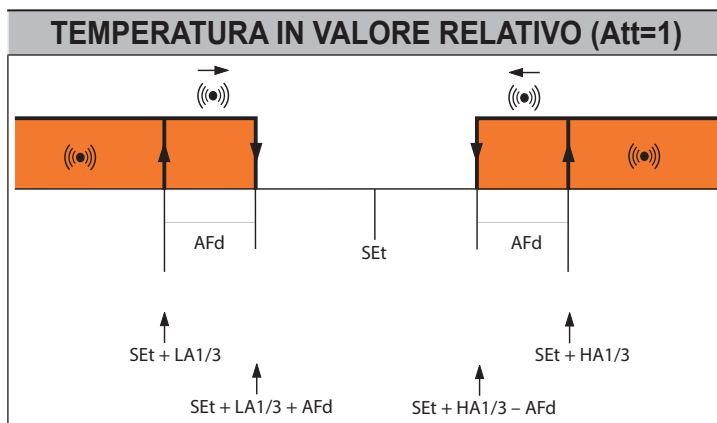 TEMPERATURA IN VALORE RELATIVO (Att=1)
AFd
SEt
AFd
SEt + LA1/3
SEt + HA1/3
SEt + LA1/3 + AFd
SEt + HA1/3 – AFd